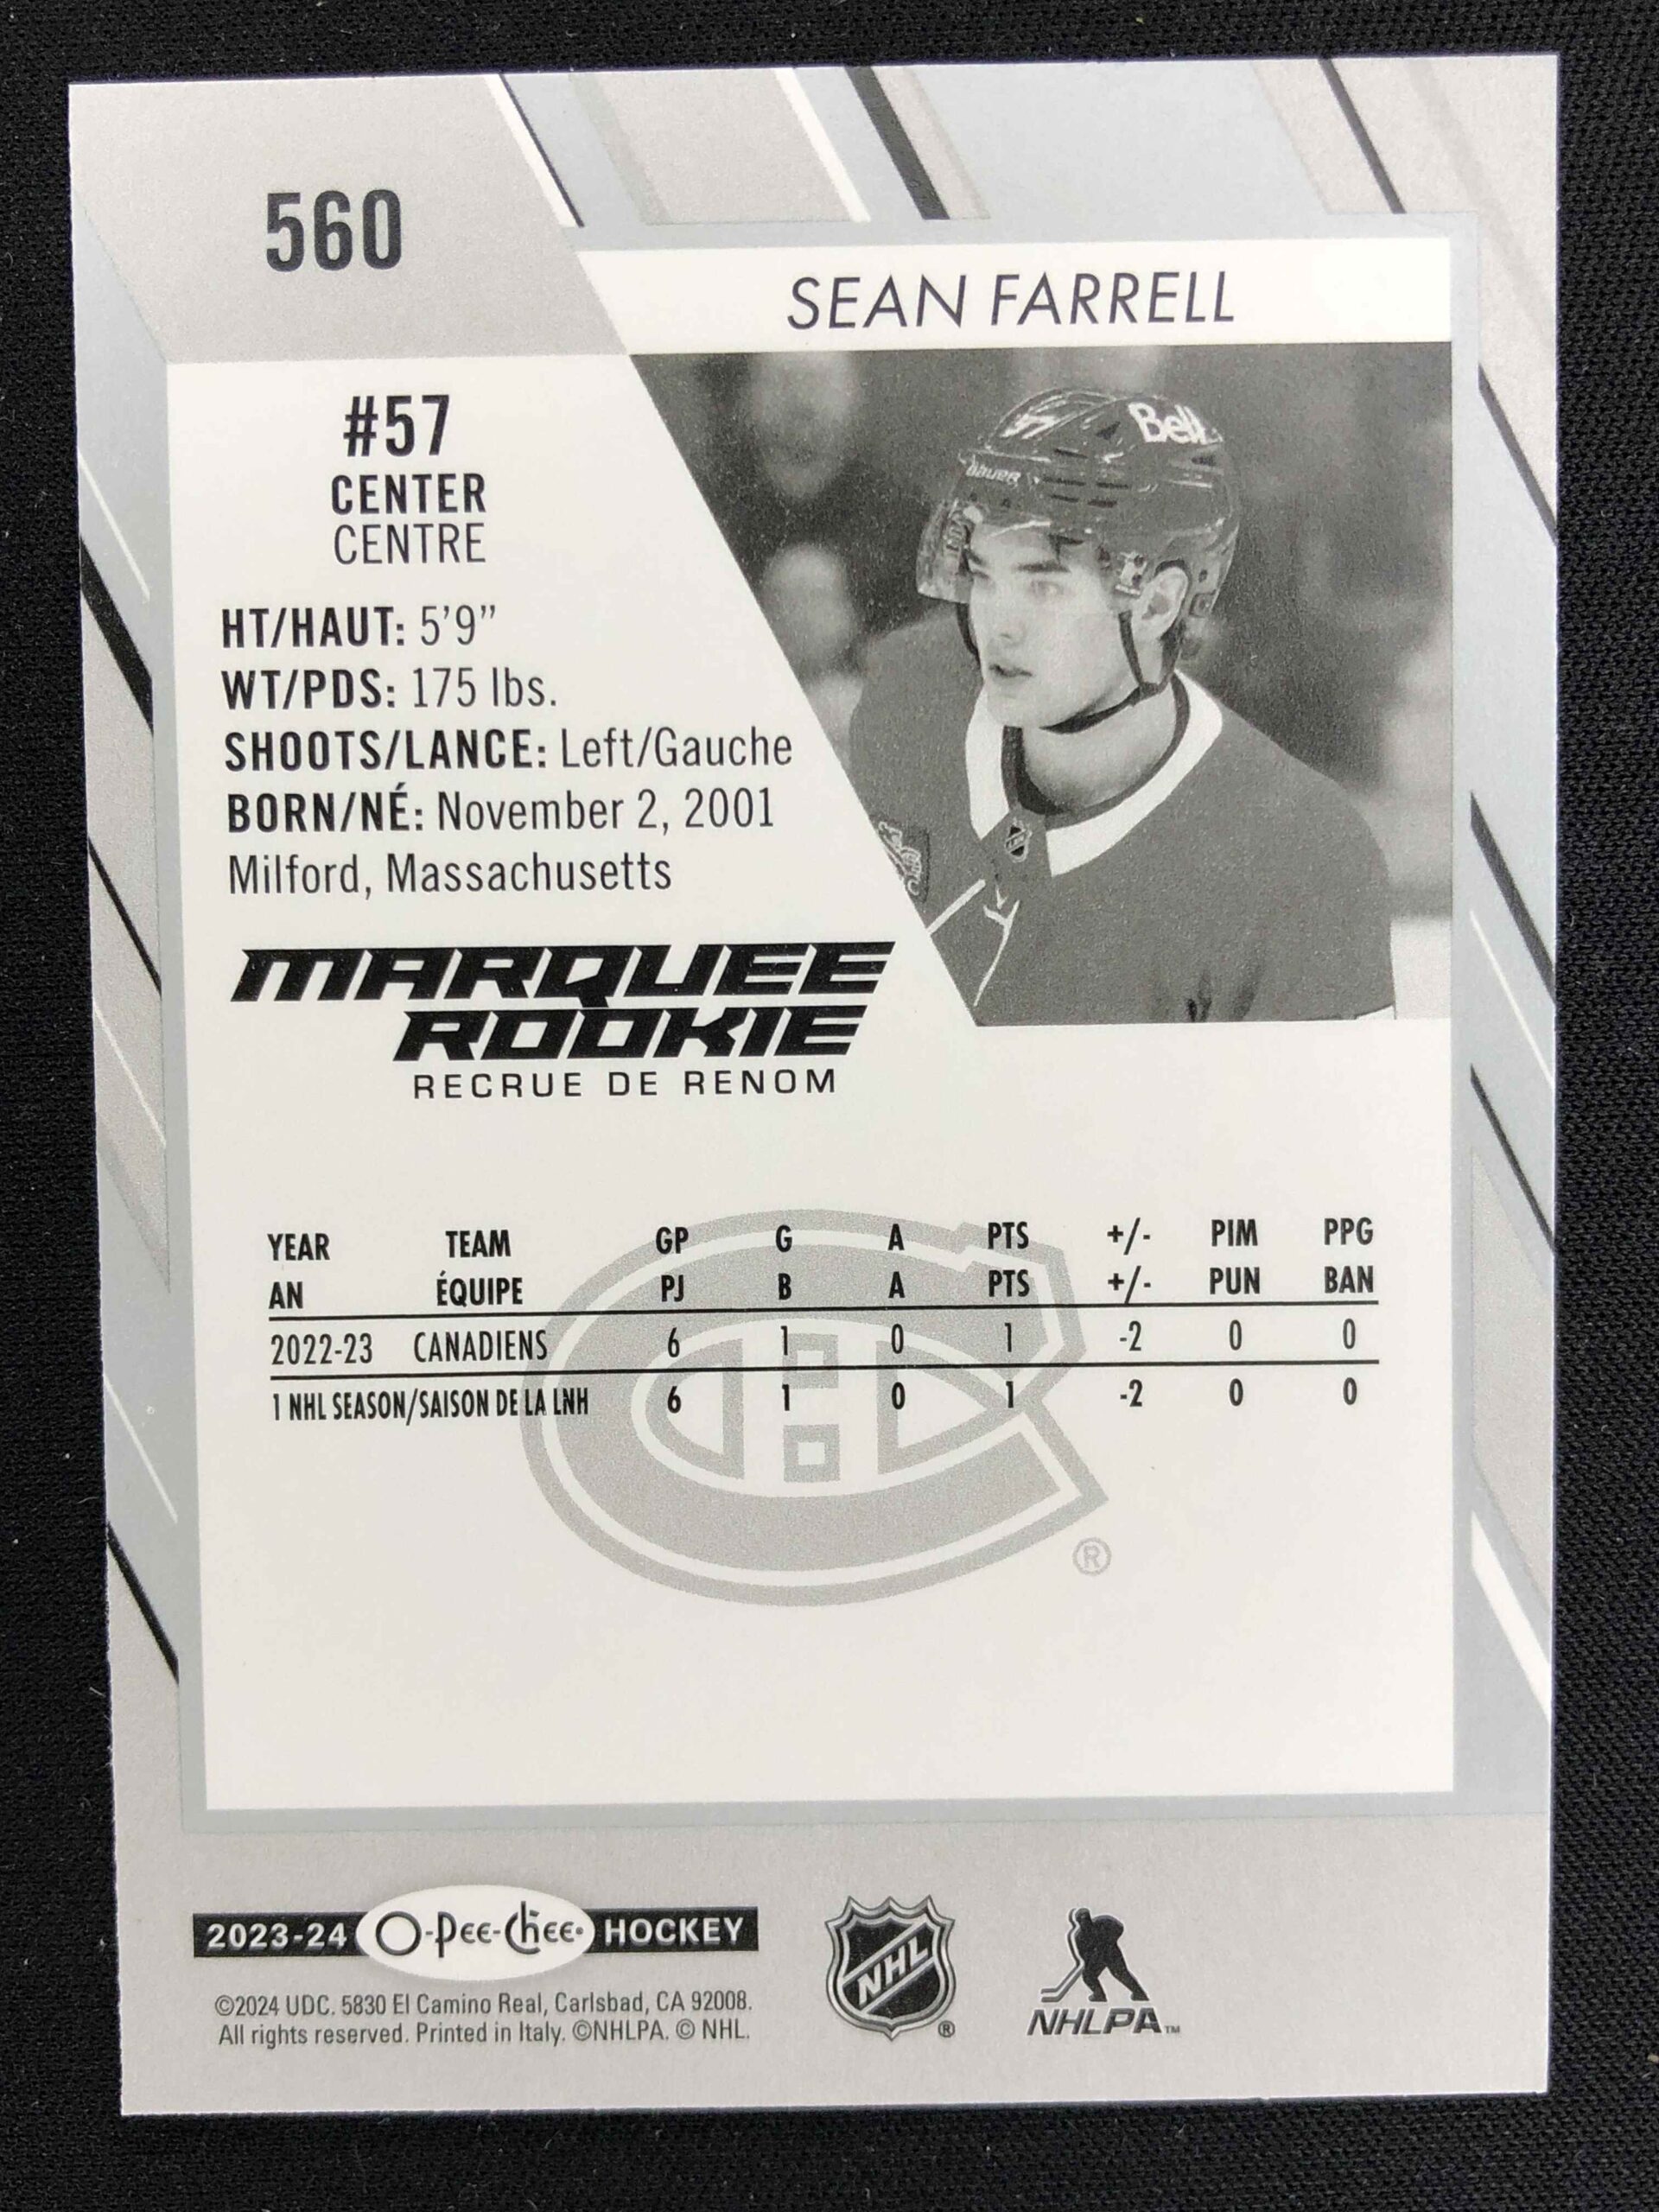 560
SEAN FARRELL
Bell
BAUER
#57
CENTER
CENTRE
HT/HAUT: 5'9"
WT/PDS: 175 lbs.
SHOOTS/LANCE: Left/Gauche
BORN/NÉ: November 2, 2001
Milford, Massachusetts
MARQUEE
ROOKIE
RECRUE DE RENOM
YEAR TEAM GP G A PTS +/- PIM PPG
AN ÉQUIPE PJ B A PTS +/- PUN BAN
2022-23 CANADIENS 6 1 0 1 -2 0 0
1 NHL SEASON/SAISON DE LA LNH 6 1 0 1 -2 0 0
®
2023-24 O-Pee-Chee® HOCKEY
©2024 UDC. 5830 El Camino Real, Carlsbad, CA 92008.
All rights reserved. Printed in Italy. ©NHLPA. © NHL.
NHL ®
NHLPA™